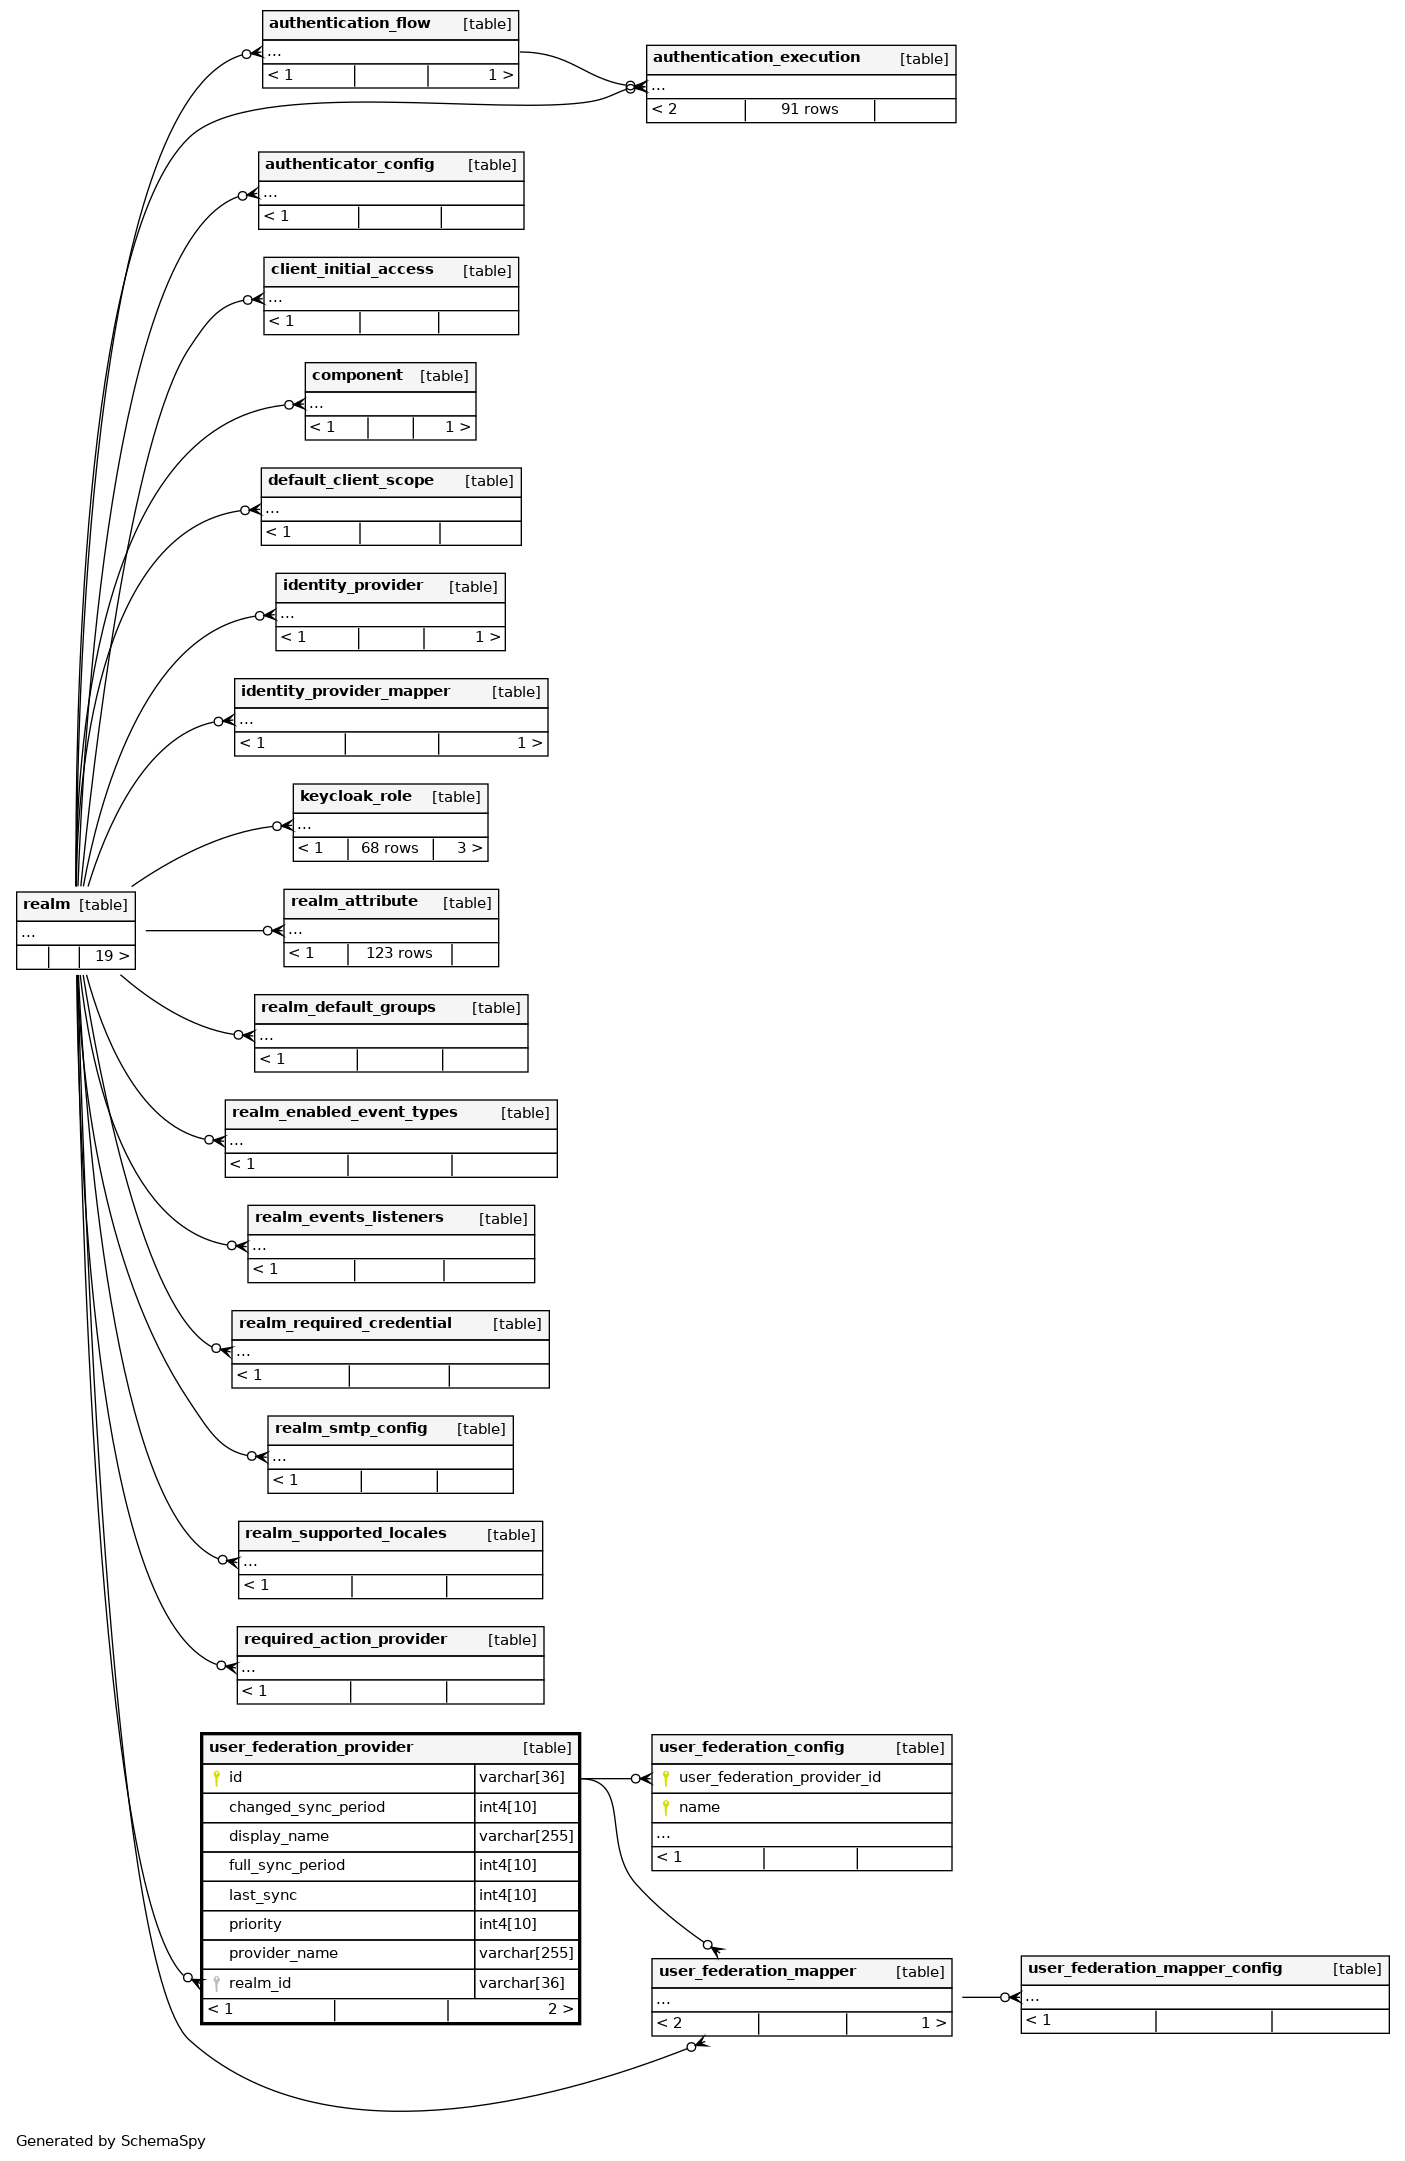 authentication_flow [table]
...
< 1 1 >
authentication_execution [table]
...
< 2 91 rows
authenticator_config [table]
...
< 1
client_initial_access [table]
...
< 1
component [table]
...
< 1 1 >
default_client_scope [table]
...
< 1
identity_provider [table]
...
< 1 1 >
identity_provider_mapper [table]
...
< 1 1 >
keycloak_role [table]
...
< 1 68 rows 3 >
realm [table]
...
19 >
realm_attribute [table]
...
< 1 123 rows
realm_default_groups [table]
...
< 1
realm_enabled_event_types [table]
...
< 1
realm_events_listeners [table]
...
< 1
realm_required_credential [table]
...
< 1
realm_smtp_config [table]
...
< 1
realm_supported_locales [table]
...
< 1
required_action_provider [table]
...
< 1
user_federation_provider [table]
id varchar[36]
changed_sync_period int4[10]
display_name varchar[255]
full_sync_period int4[10]
last_sync int4[10]
priority int4[10]
provider_name varchar[255]
realm_id varchar[36]
< 1 2 >
user_federation_config [table]
user_federation_provider_id
name
...
< 1
user_federation_mapper [table]
...
< 2 1 >
user_federation_mapper_config [table]
...
< 1
Generated by SchemaSpy